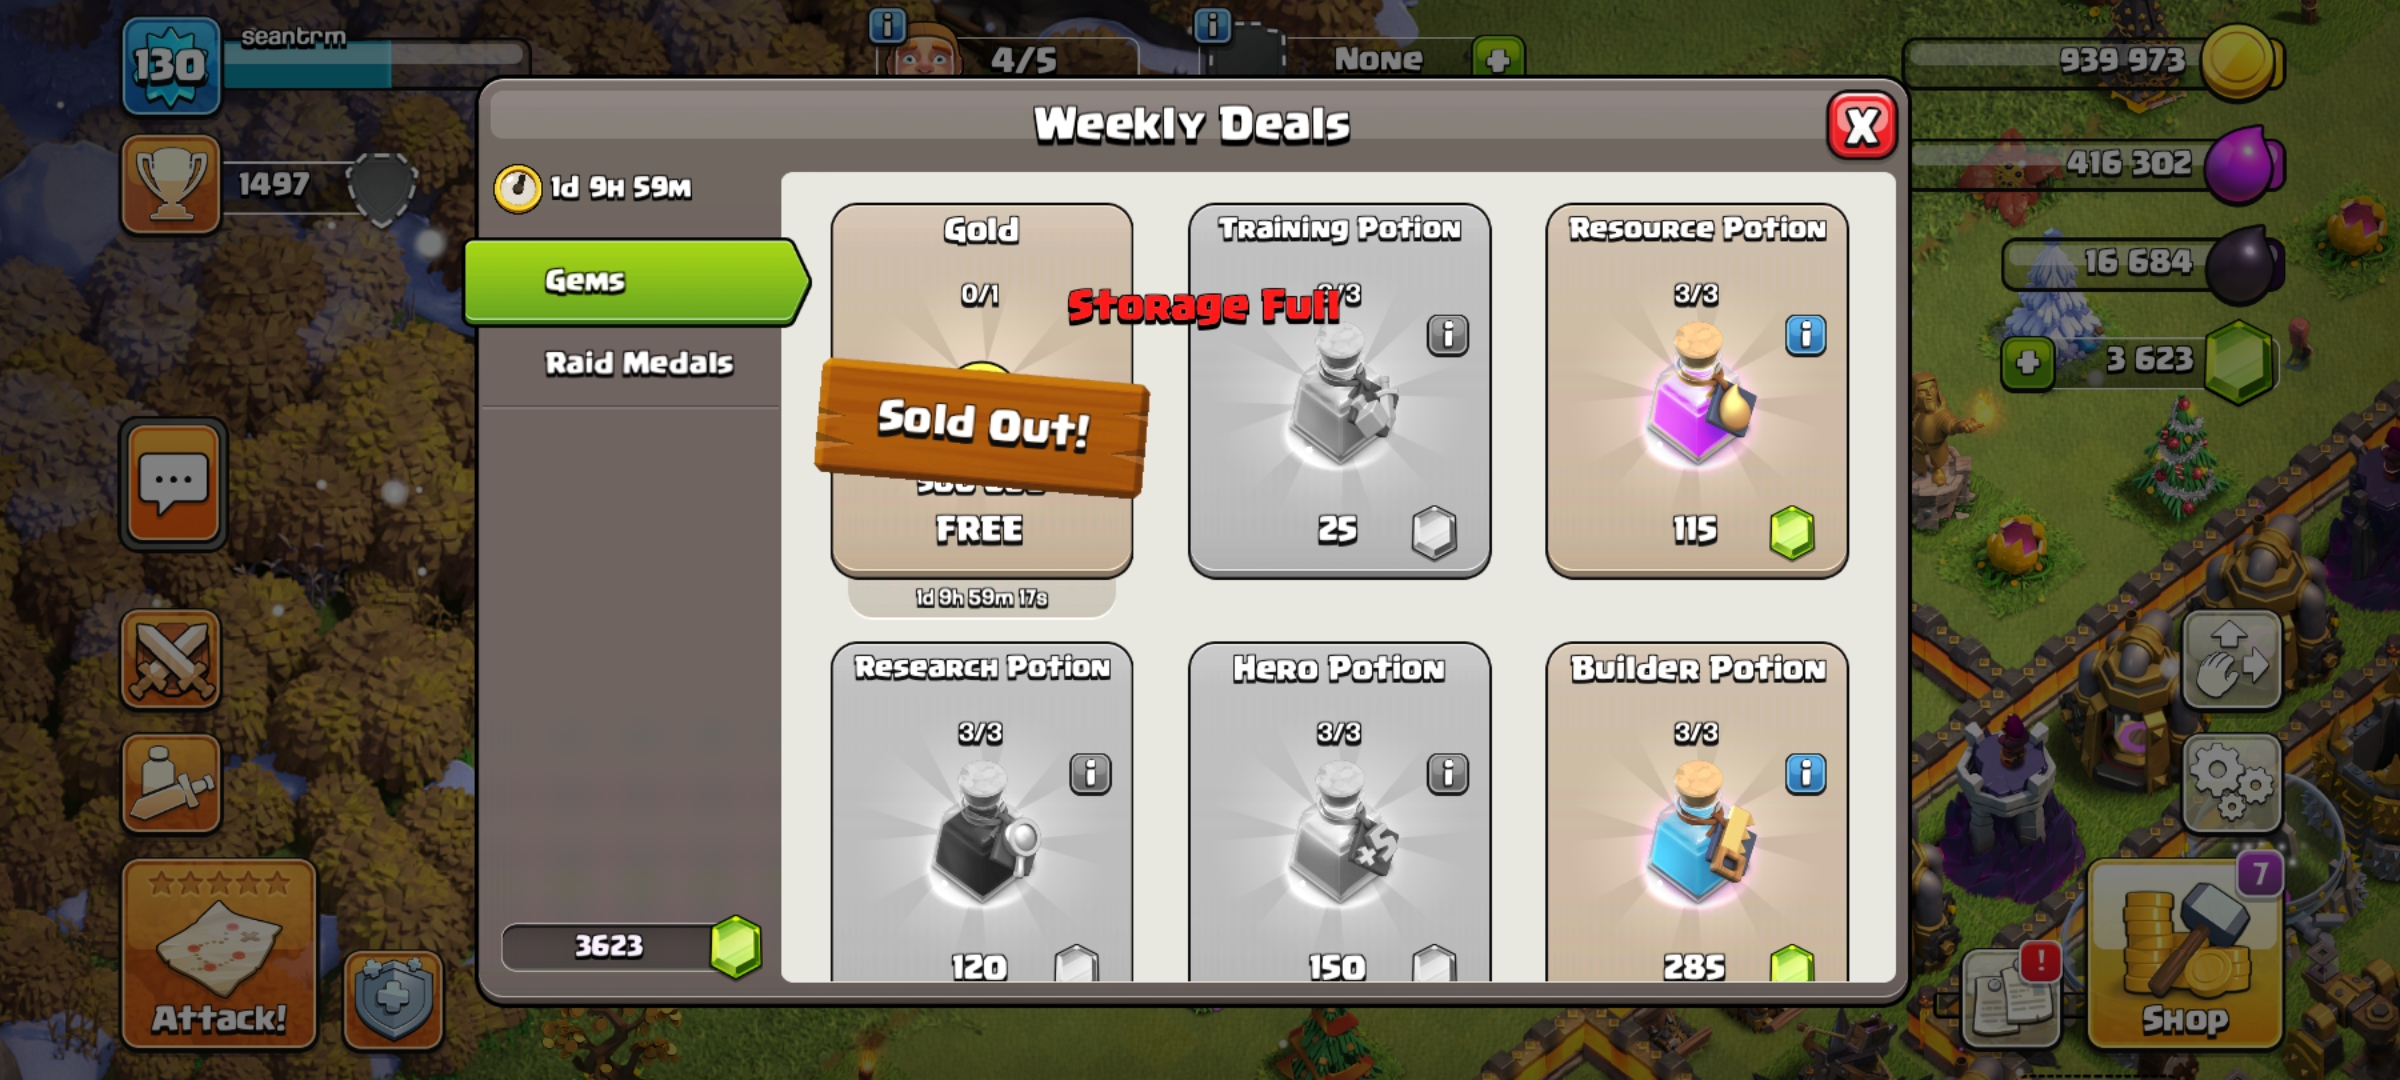 130
seantrm
4/5
None
939 973
Weekly Deals
X
1497
1d 9H 59M
416 302
Gold
Training Potion
Resource Potion
16 684
Gems
0/1
Storage Full
3/3
3 623
Raid Medals
Sold Out!
FREE
25
115
1d 9h 59m 17s
Research Potion
Hero Potion
Builder Potion
3/3
3/3
3/3
x5
7
3623
120
150
285
!
Attack!
Shop